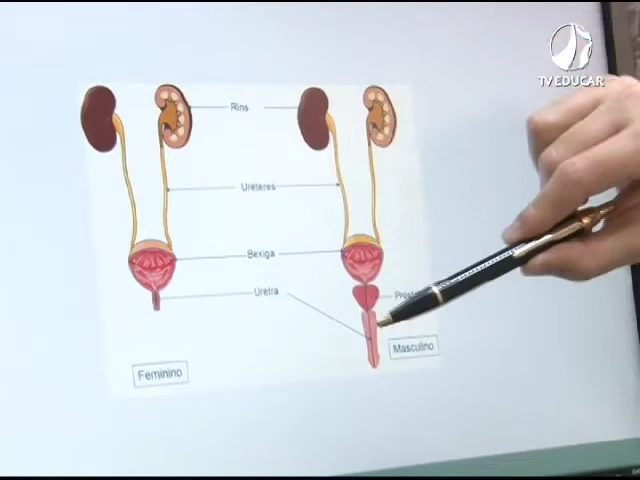 TV EDUCAR
Rins
Ureteres
Bexiga
Uretra
Feminino
Masculino